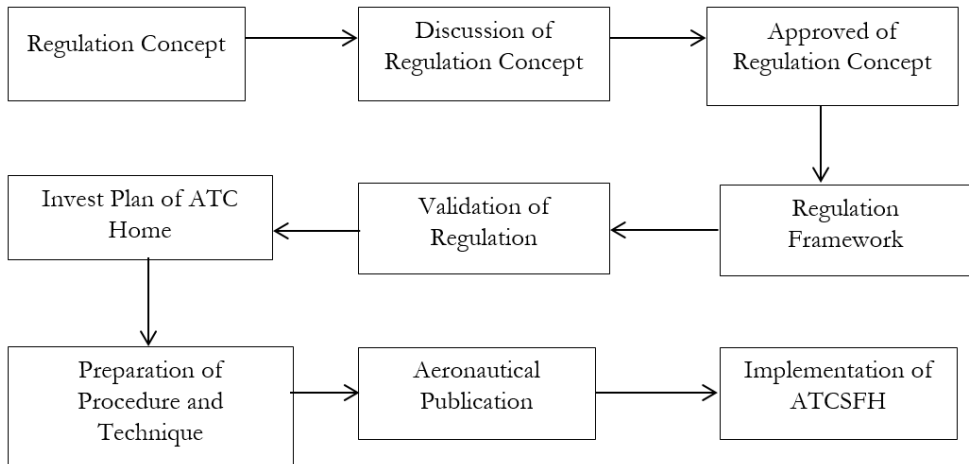 Regulation Concept
Discussion of
Regulation Concept
Approved of
Regulation Concept
Invest Plan of ATC
Home
Validation of
Regulation
Regulation
Framework
Preparation of
Procedure and
Technique
Aeronautical
Publication
Implementation of
ATCSFH